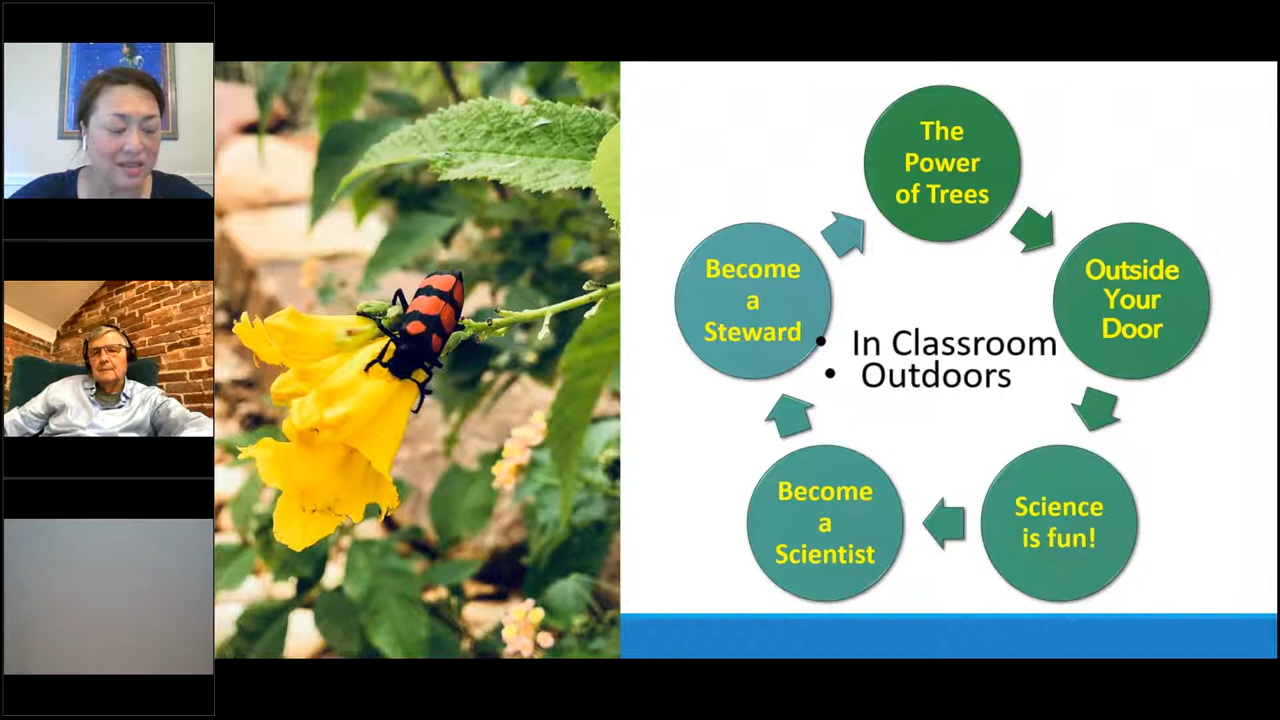 The
Power
of Trees
Outside
Your
Door
Science
is fun!
Become
a
Scientist
Become
a
Steward
• In Classroom
• Outdoors